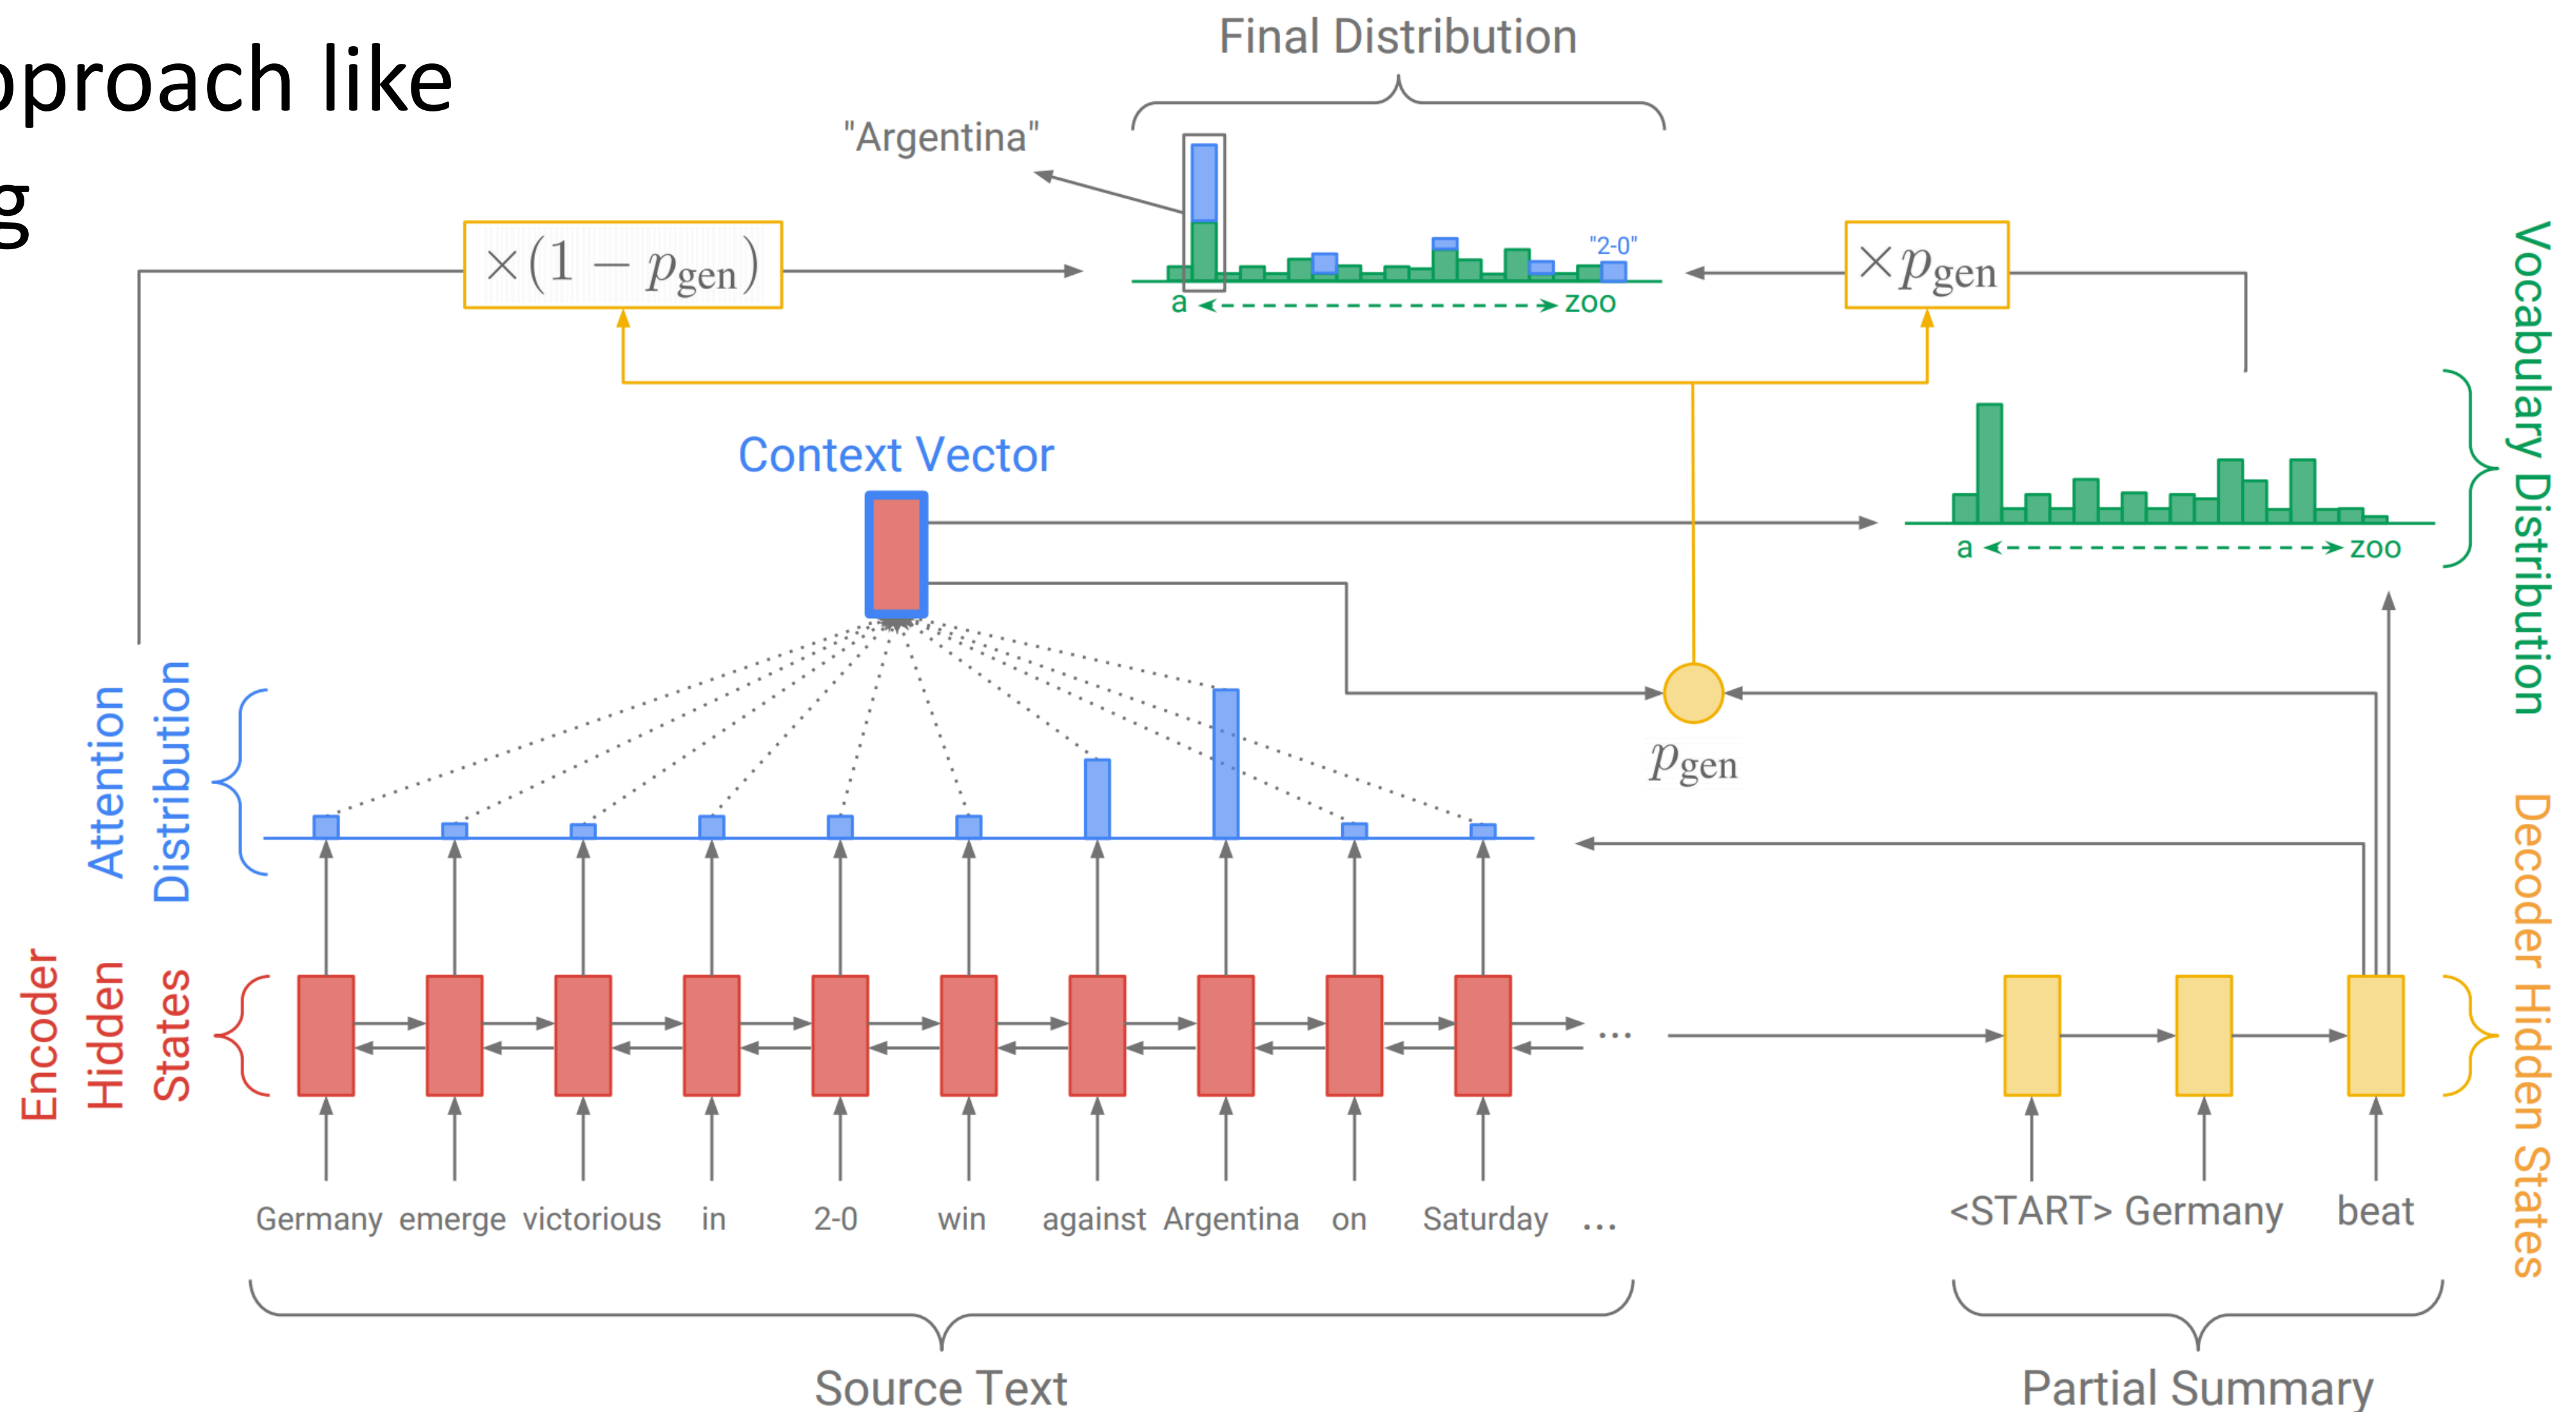 pproach like
g
Final Distribution
"Argentina"
×(1 − pgen)
"2-0"
×pgen
a
zoo
Context Vector
Vocabulary Distribution
a
zoo
pgen
Attention
Distribution
Encoder
Hidden
States
...
Decoder Hidden States
Germany emerge victorious in 2-0 win against Argentina on Saturday ...
<START> Germany beat
Source Text
Partial Summary